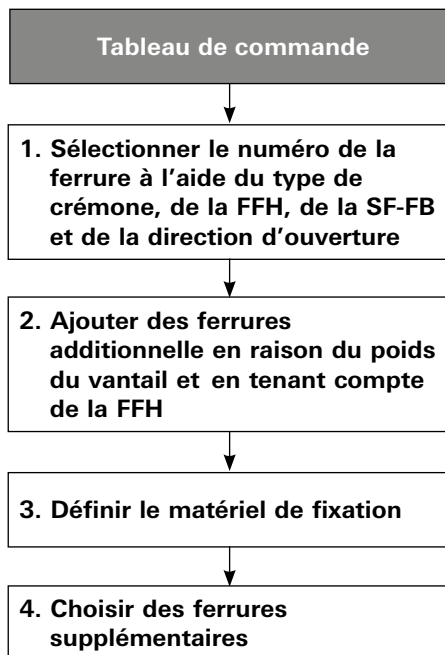 Tableau de commande
1. Sélectionner le numéro de la
ferrure à l'aide du type de
crémone, de la FFH, de la SF-FB
et de la direction d'ouverture
2. Ajouter des ferrures
additionnelle en raison du poids
du vantail et en tenant compte
de la FFH
3. Définir le matériel de fixation
4. Choisir des ferrures
supplémentaires